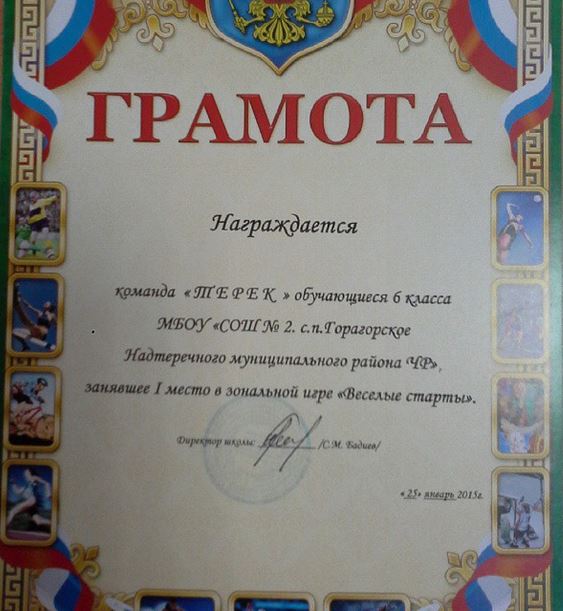 ГРАМОТА
Награждается
команда «ТЕРЕК » обучающиеся 6 класса
МБОУ «СОШ № 2. с.п.Горагорское
Надтеречного муниципального района ЧР»,
занявшее I место в зональной игре «Веселые старты».
Директор школы: /С.М. Бадиев/
« 25» январь 2015г.